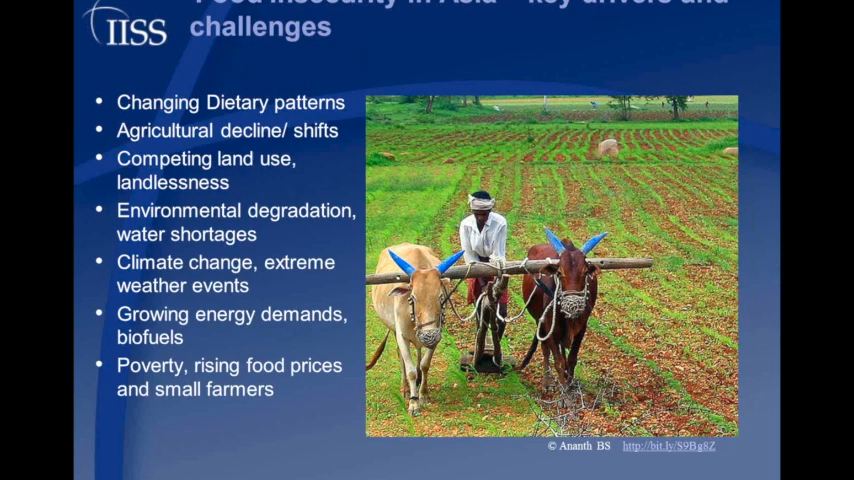 Food Insecurity in Asia – key drivers and
challenges
IISS
• Changing Dietary patterns
• Agricultural decline/ shifts
• Competing land use,
landlessness
• Environmental degradation,
water shortages
• Climate change, extreme
weather events
• Growing energy demands,
biofuels
• Poverty, rising food prices
and small farmers
© Ananth BS http://bit.ly/S9Bg8Z